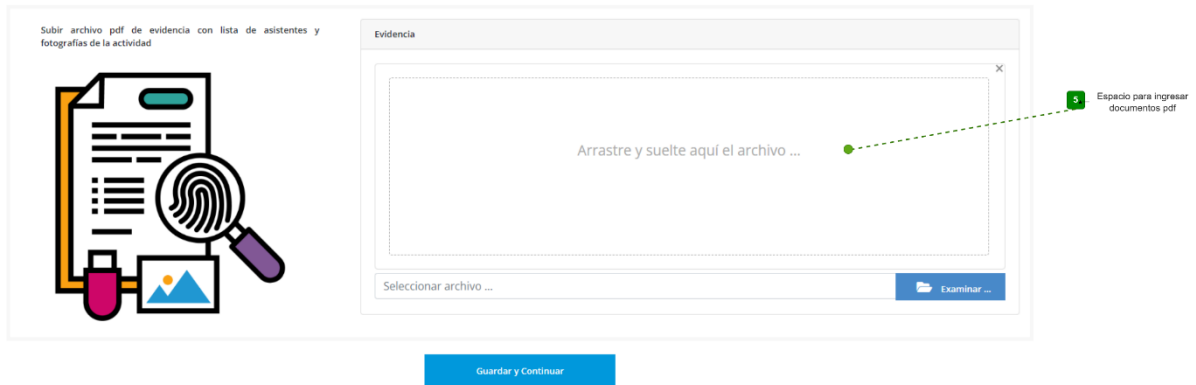 Subir archivo pdf de evidencia con lista de asistentes y
fotografías de la actividad
Evidencia
×
Arrastre y suelte aquí el archivo ...
5.
Espacio para ingresar
documentos pdf
Seleccionar archivo ...
Examinar ...
Guardar y Continuar